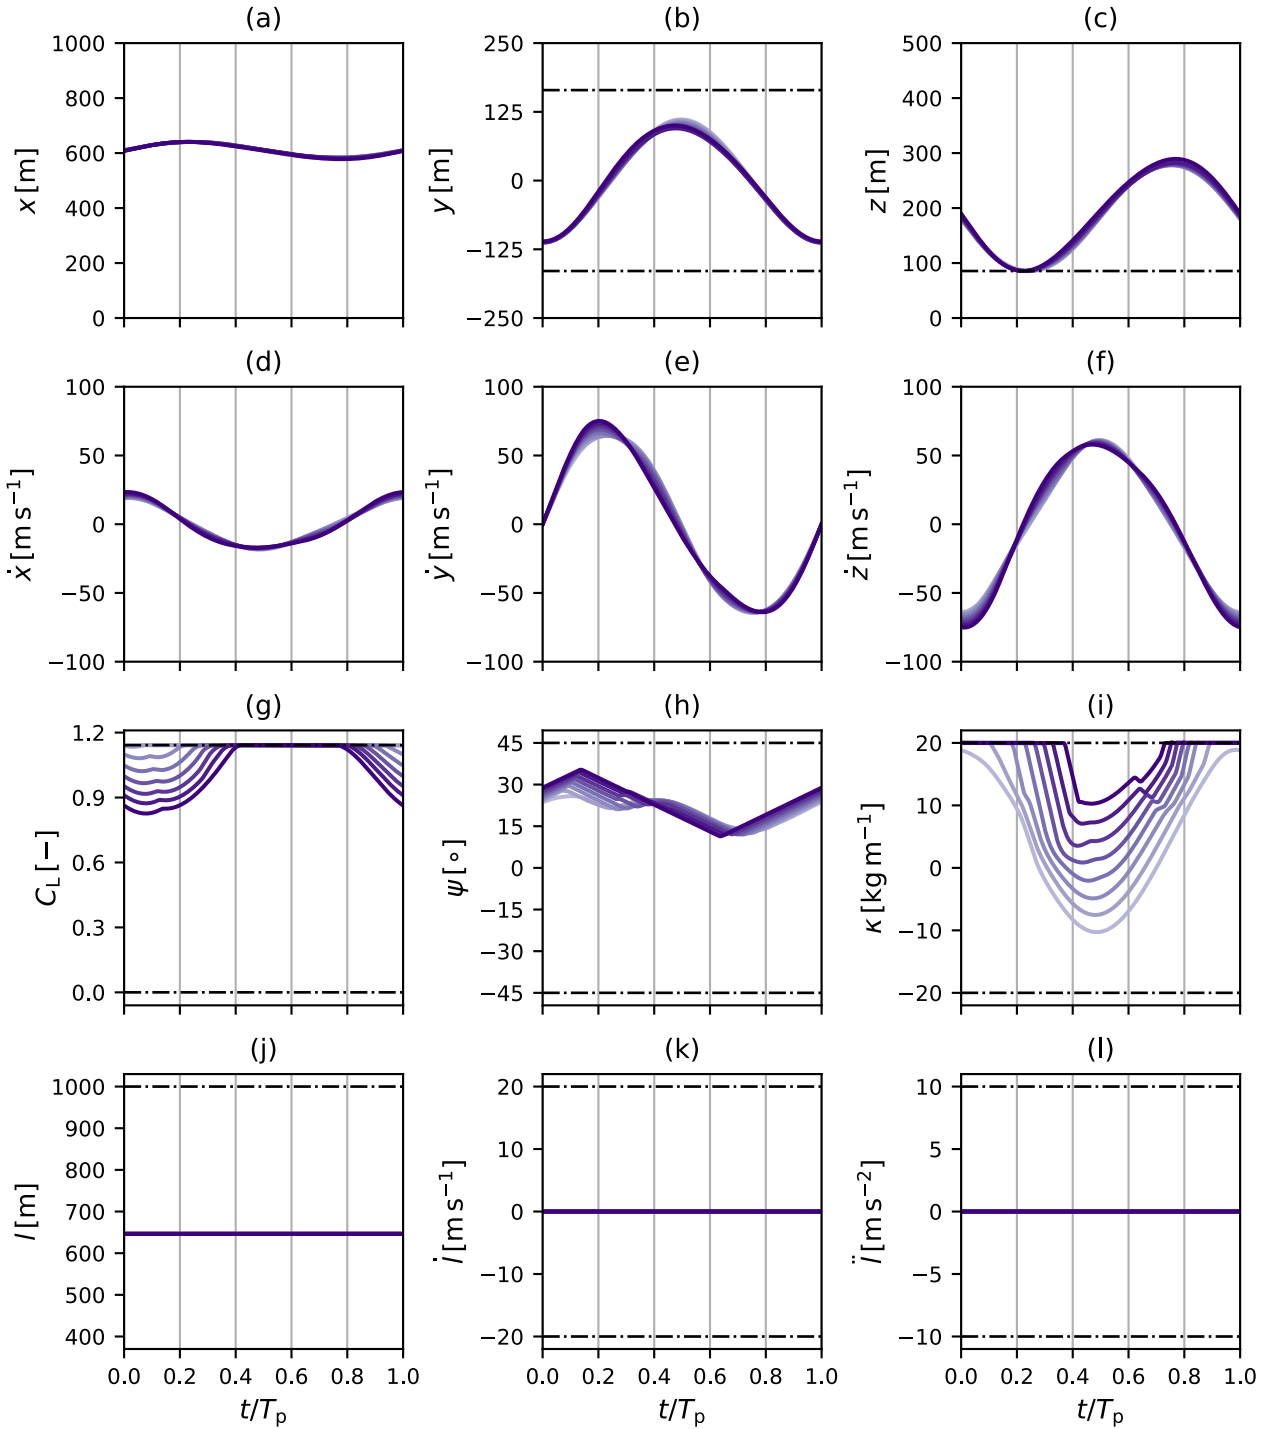 (a) (b) (c)
1000 800 600 400 200 0 x [m]
250 125 0 −125 −250 y [m]
500 400 300 200 100 0 z [m]
(d) (e) (f)
100 50 0 −50 −100 ẋ [m s⁻¹]
100 50 0 −50 −100 ẏ [m s⁻¹]
100 50 0 −50 −100 ż [m s⁻¹]
(g) (h) (i)
1.2 0.9 0.6 0.3 0.0 C_L [−]
45 30 15 0 −15 −30 −45 ψ [∘]
20 10 0 −10 −20 κ [kg m⁻¹]
(j) (k) (l)
1000 900 800 700 600 500 400 l [m]
20 10 0 −10 −20 l̇ [m s⁻¹]
10 5 0 −5 −10 l̈ [m s⁻²]
0.0 0.2 0.4 0.6 0.8 1.0 0.0 0.2 0.4 0.6 0.8 1.0 0.0 0.2 0.4 0.6 0.8 1.0
t/T_p t/T_p t/T_p